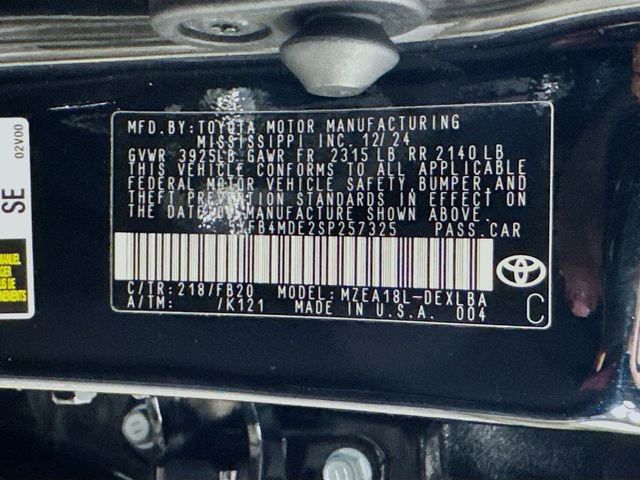 MFD.BY:TOYOTA MOTOR MANUFACTURING
MISSISSIPPI INC.12/24
GVWR 3925LB GAWR FR 2315 LB RR 2140 LB
THIS VEHICLE CONFORMS TO ALL APPLICABLE
FEDERAL MOTOR VEHICLE SAFETY, BUMPER, AND
THEFT PREVENTION STANDARDS IN EFFECT ON
THE DATE OF MANUFACTURE SHOWN ABOVE.
5YFB4MDE2SP257325 PASS.CAR
C/TR:218/FB20 MODEL: MZEA18L-DEXLBA
A/TM: /K121 MADE IN U.S.A. 004
C
02V00
SE